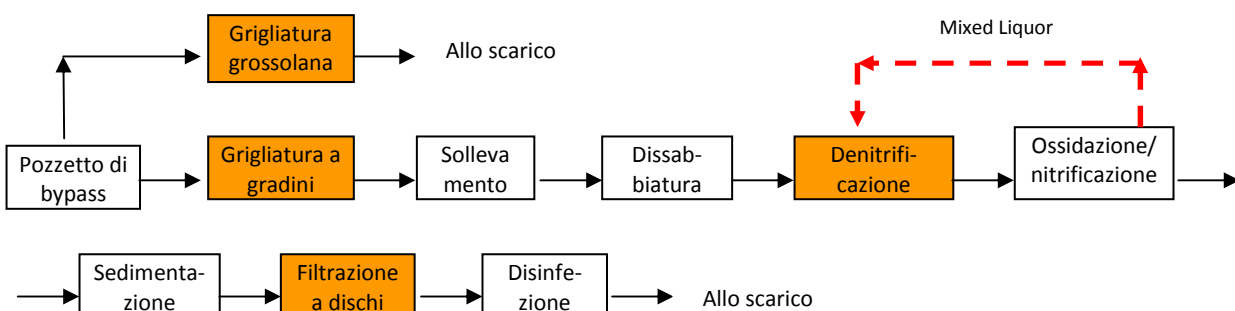 Mixed Liquor
Grigliatura
grossolana
Allo scarico
Pozzetto di
bypass
Grigliatura a
gradini
Solleva
mento
Dissab-
biatura
Denitrifi-
cazione
Ossidazione/
nitrificazione
Sedimenta-
zione
Filtrazione
a dischi
Disinfe-
zione
Allo scarico